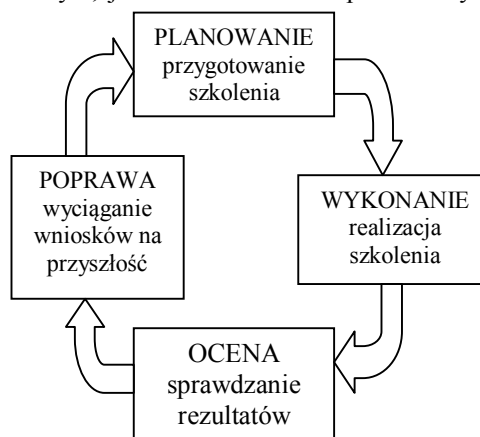 PLANOWANIE
przygotowanie
szkolenia
POPRAWA
wyciąganie
wniosków na
przyszłość
WYKONANIE
realizacja
szkolenia
OCENA
sprawdzanie
rezultatów